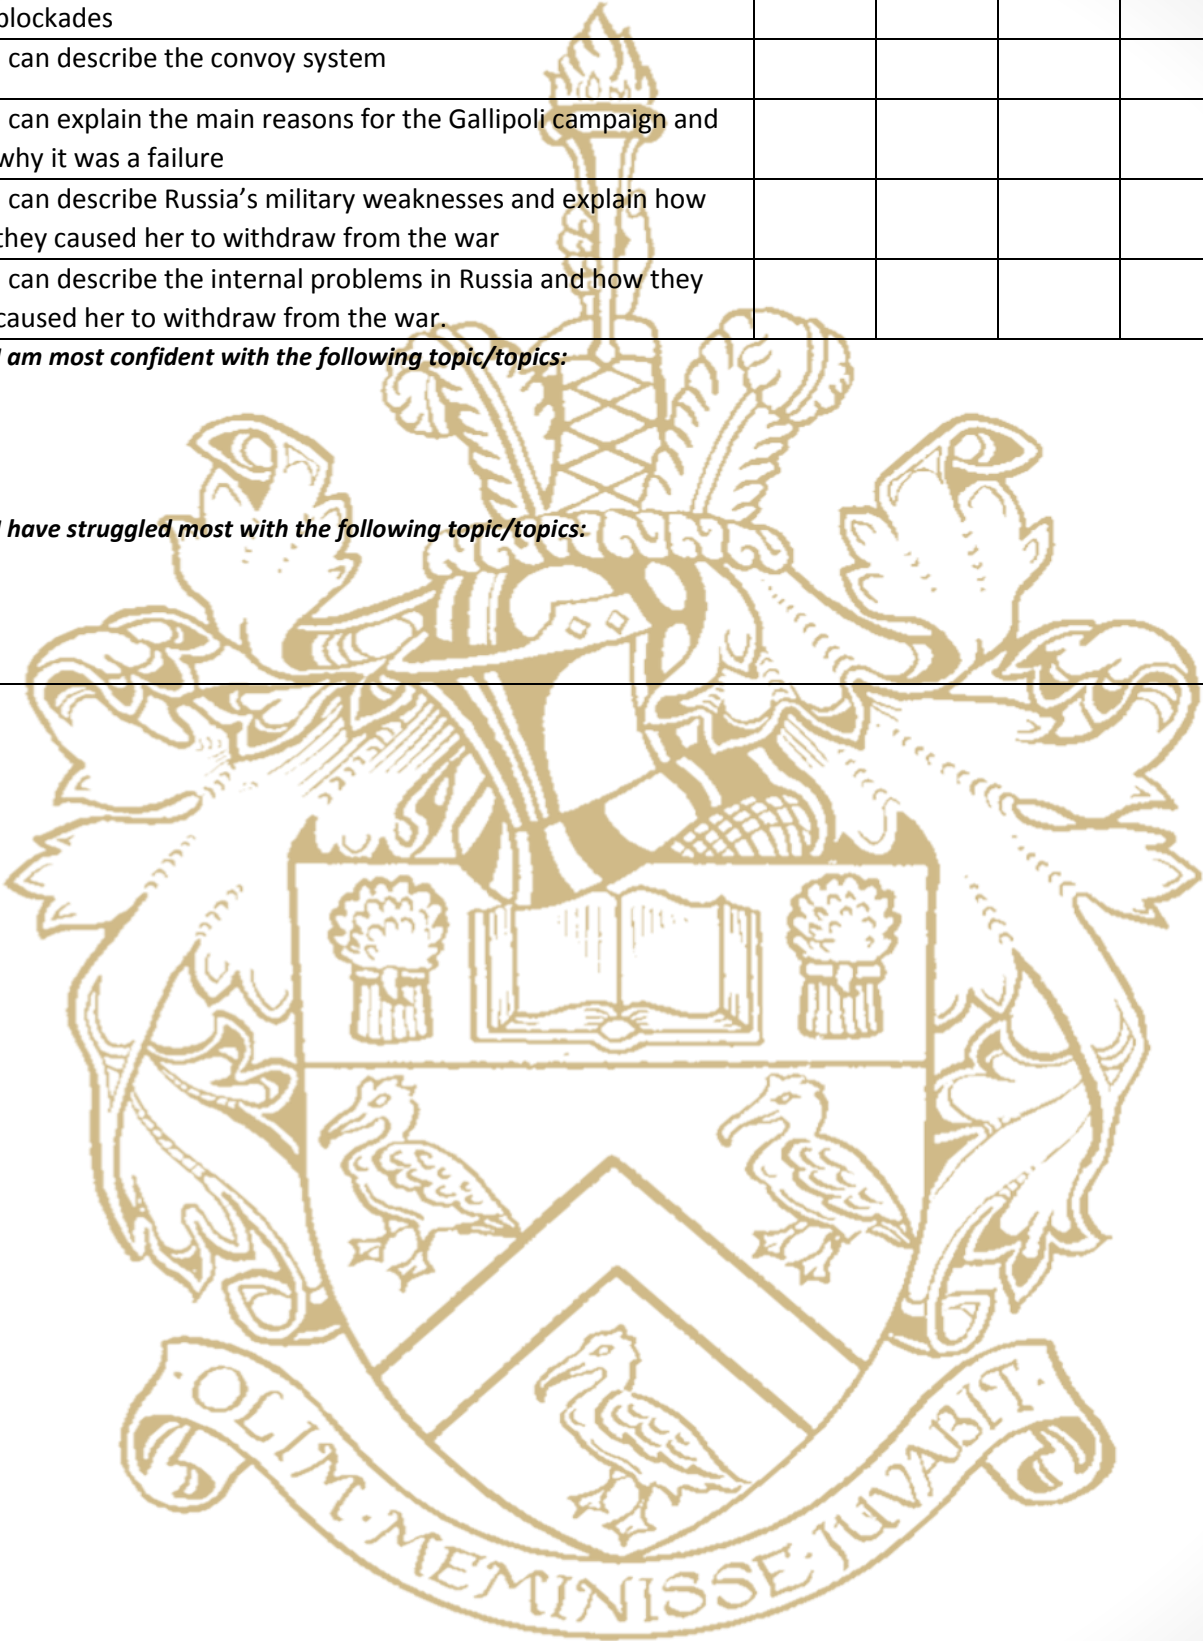 blockades
can describe the convoy system
can explain the main reasons for the Gallipoli campaign and
why it was a failure
can describe Russia’s military weaknesses and explain how
they caused her to withdraw from the war
can describe the internal problems in Russia and how they
caused her to withdraw from the war.
I am most confident with the following topic/topics:
I have struggled most with the following topic/topics:
·OLIM·MEMINISSE·JUVABIT·